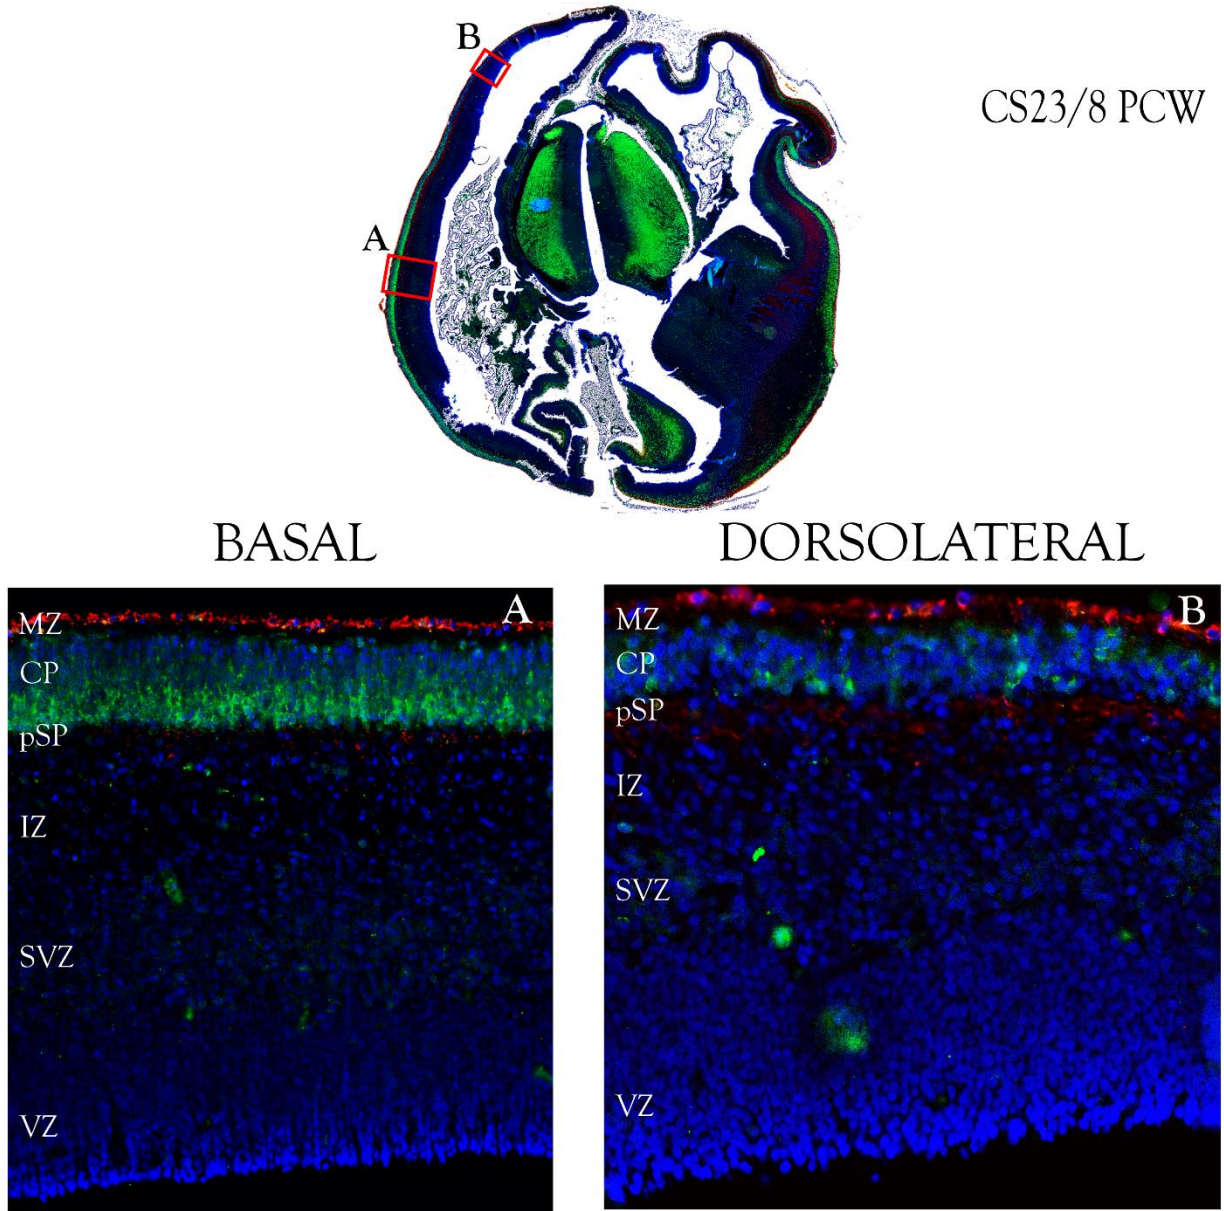 B
CS23/8 PCW
A
BASAL
DORSOLATERAL
A
MZ
CP
pSP
IZ
SVZ
VZ
B
MZ
CP
pSP
IZ
SVZ
VZ